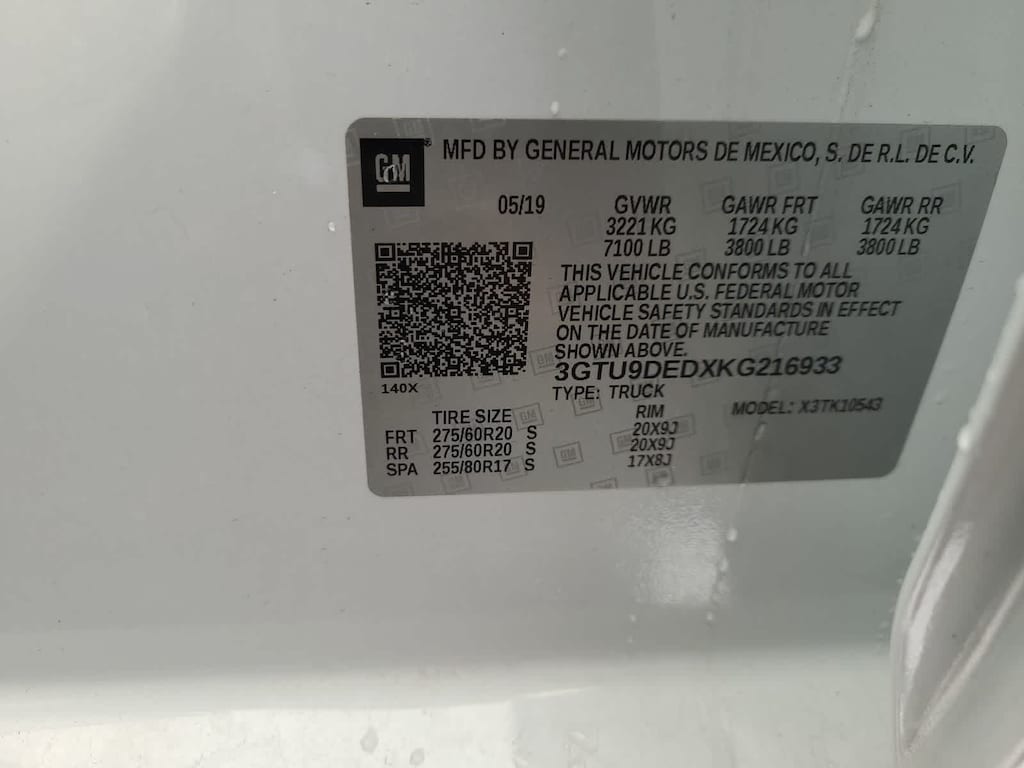 GM® MFD BY GENERAL MOTORS DE MEXICO, S. DE R.L. DE C.V.
05/19 GVWR GAWR FRT GAWR RR
3221 KG 1724 KG 1724 KG
7100 LB 3800 LB 3800 LB
THIS VEHICLE CONFORMS TO ALL
APPLICABLE U.S. FEDERAL MOTOR
VEHICLE SAFETY STANDARDS IN EFFECT
ON THE DATE OF MANUFACTURE
SHOWN ABOVE.
3GTU9DEDXKG216933
140X TYPE: TRUCK MODEL: X3TK10543
TIRE SIZE RIM
FRT 275/60R20 S 20X9J
RR 275/60R20 S 20X9J
SPA 255/80R17 S 17X8J